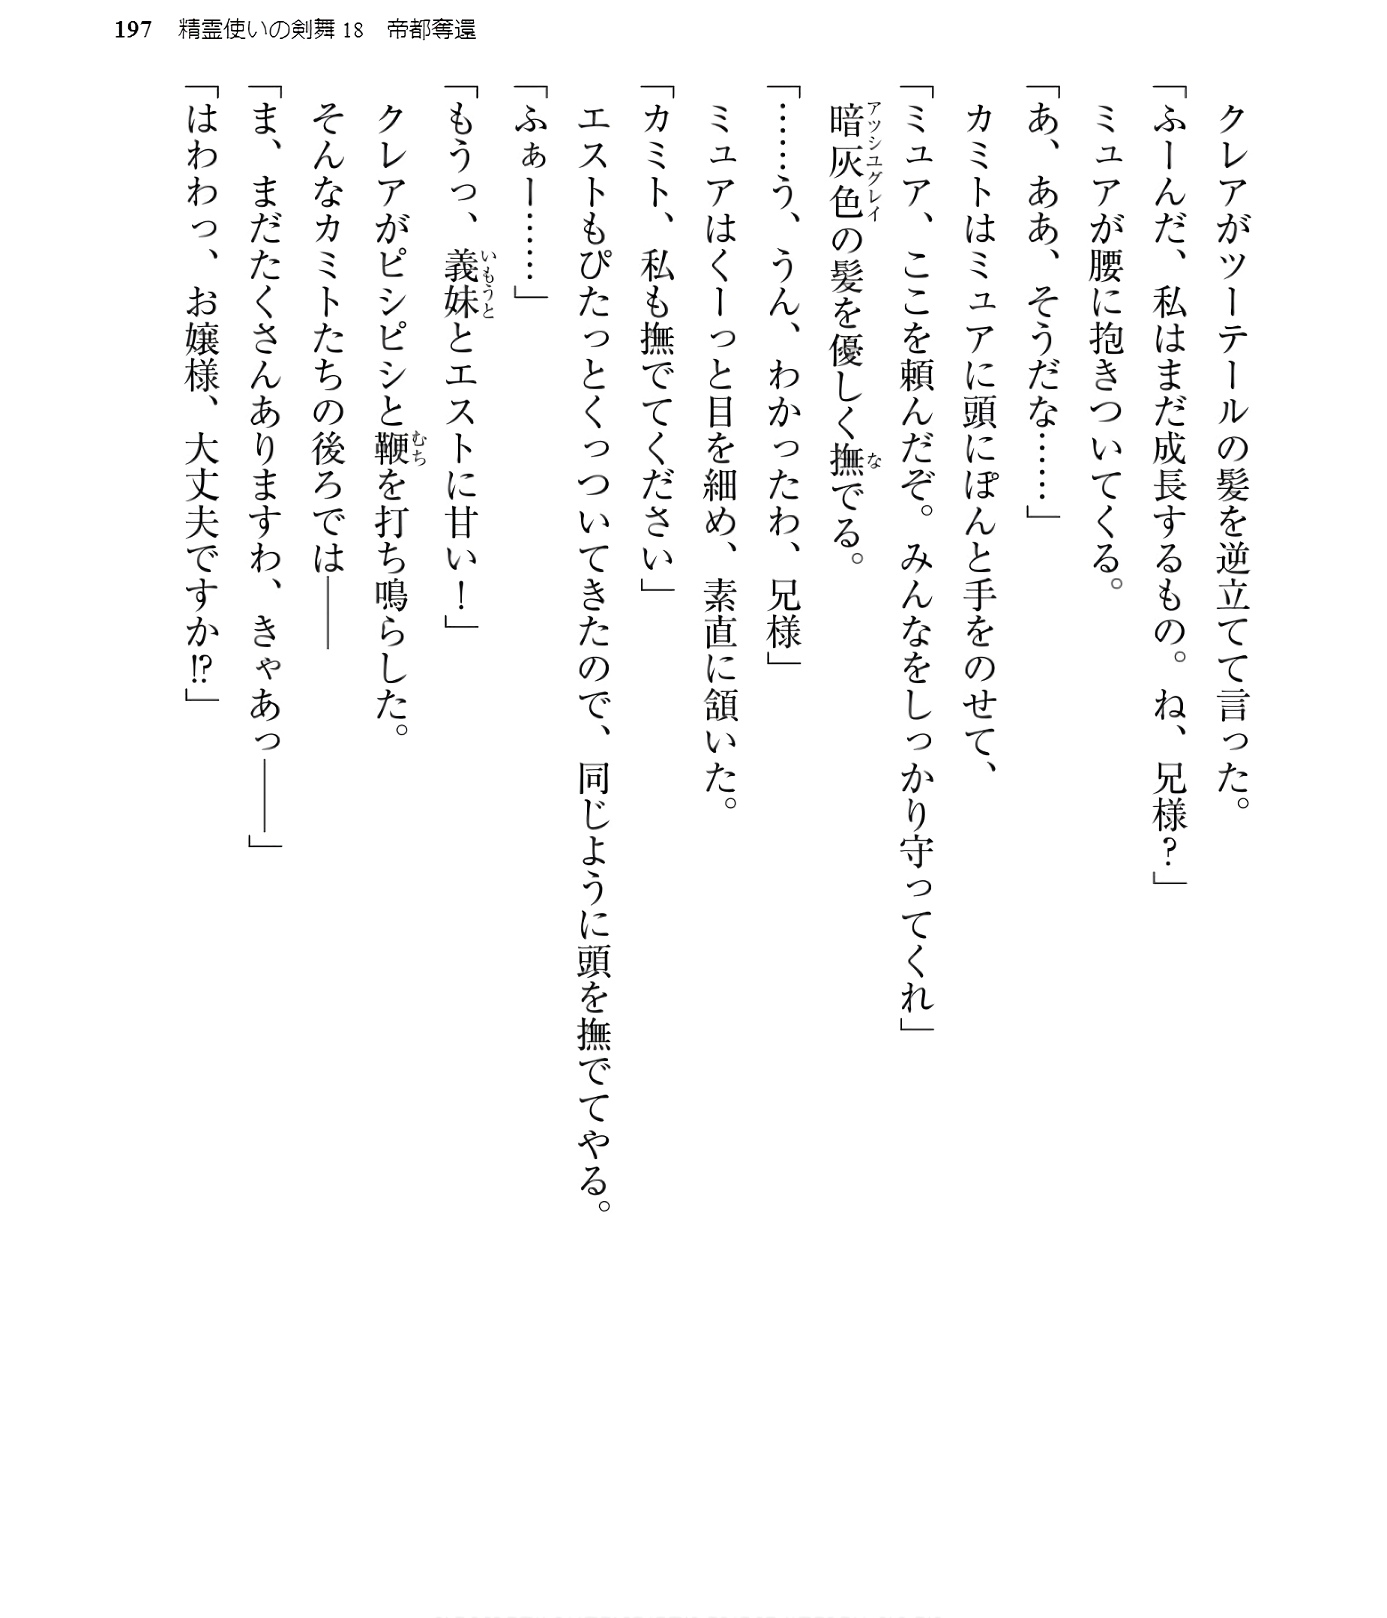 197　精霊使いの剣舞 18　帝都奪還
クレアがツーテールの髪を逆立てて言った。
「ふーんだ、私はまだ成長するもの。ね、兄様？」
ミュアが腰に抱きついてくる。
「あ、ああ、そうだな……」
カミトはミュアに頭にぽんと手をのせて、
「ミュア、ここを頼んだぞ。みんなをしっかり守ってくれ」
暗灰色アッシュグレイの髪を優しく撫なでる。
「……う、うん、わかったわ、兄様」
ミュアはくーっと目を細め、素直に頷いた。
「カミト、私も撫でてください」
エストもぴたっとくっついてきたので、同じように頭を撫でてやる。
「ふぁー……」
「もうっ、義妹いもうととエストに甘い！」
クレアがピシピシと鞭むちを打ち鳴らした。
そんなカミトたちの後ろでは――
「ま、まだたくさんありますわ、きゃあっ――」
「はわわっ、お嬢様、大丈夫ですか!?」